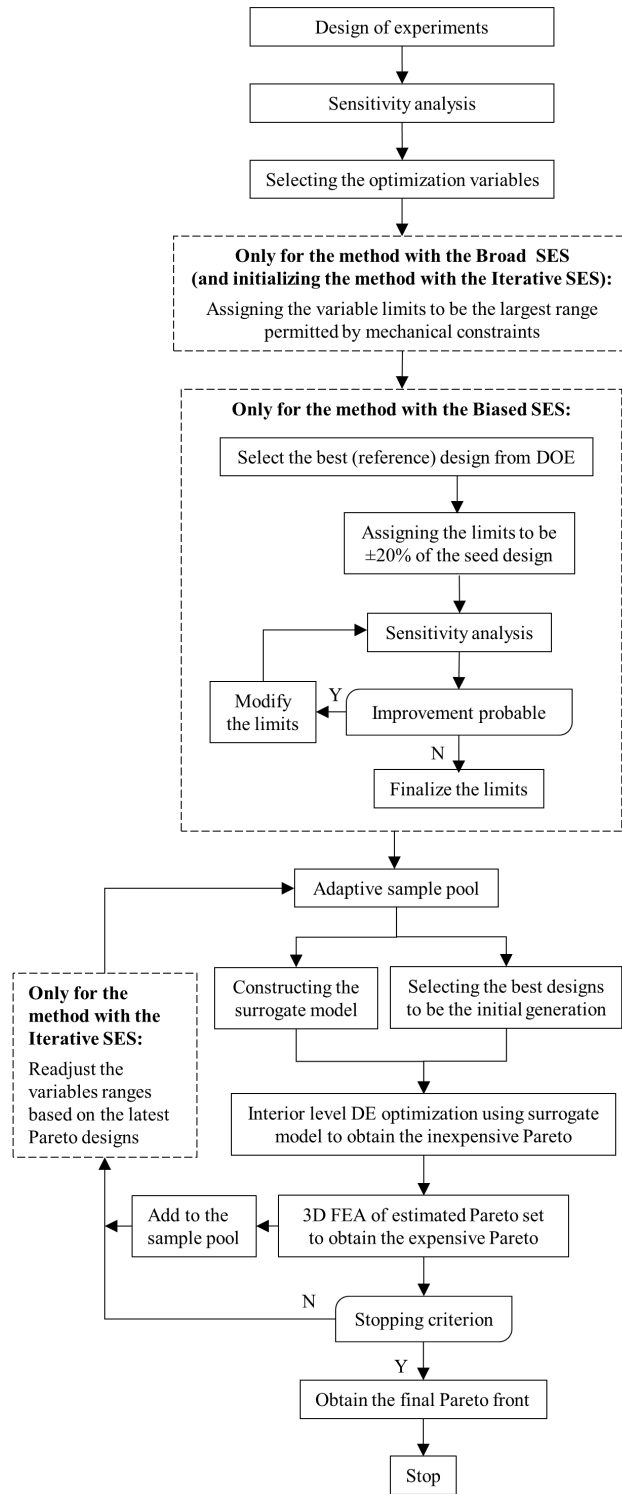 Design of experiments
Sensitivity analysis
Selecting the optimization variables
Only for the method with the Broad SES
(and initializing the method with the Iterative SES):
Assigning the variable limits to be the largest range
permitted by mechanical constraints
Only for the method with the Biased SES:
Select the best (reference) design from DOE
Assigning the limits to be
±20% of the seed design
Sensitivity analysis
Modify
the limits
Y
Improvement probable
N
Finalize the limits
Adaptive sample pool
Only for the
method with the
Iterative SES:
Readjust the
variables ranges
based on the latest
Pareto designs
Constructing the
surrogate model
Selecting the best designs
to be the initial generation
Interior level DE optimization using surrogate
model to obtain the inexpensive Pareto
Add to the
sample pool
3D FEA of estimated Pareto set
to obtain the expensive Pareto
N
Stopping criterion
Y
Obtain the final Pareto front
Stop